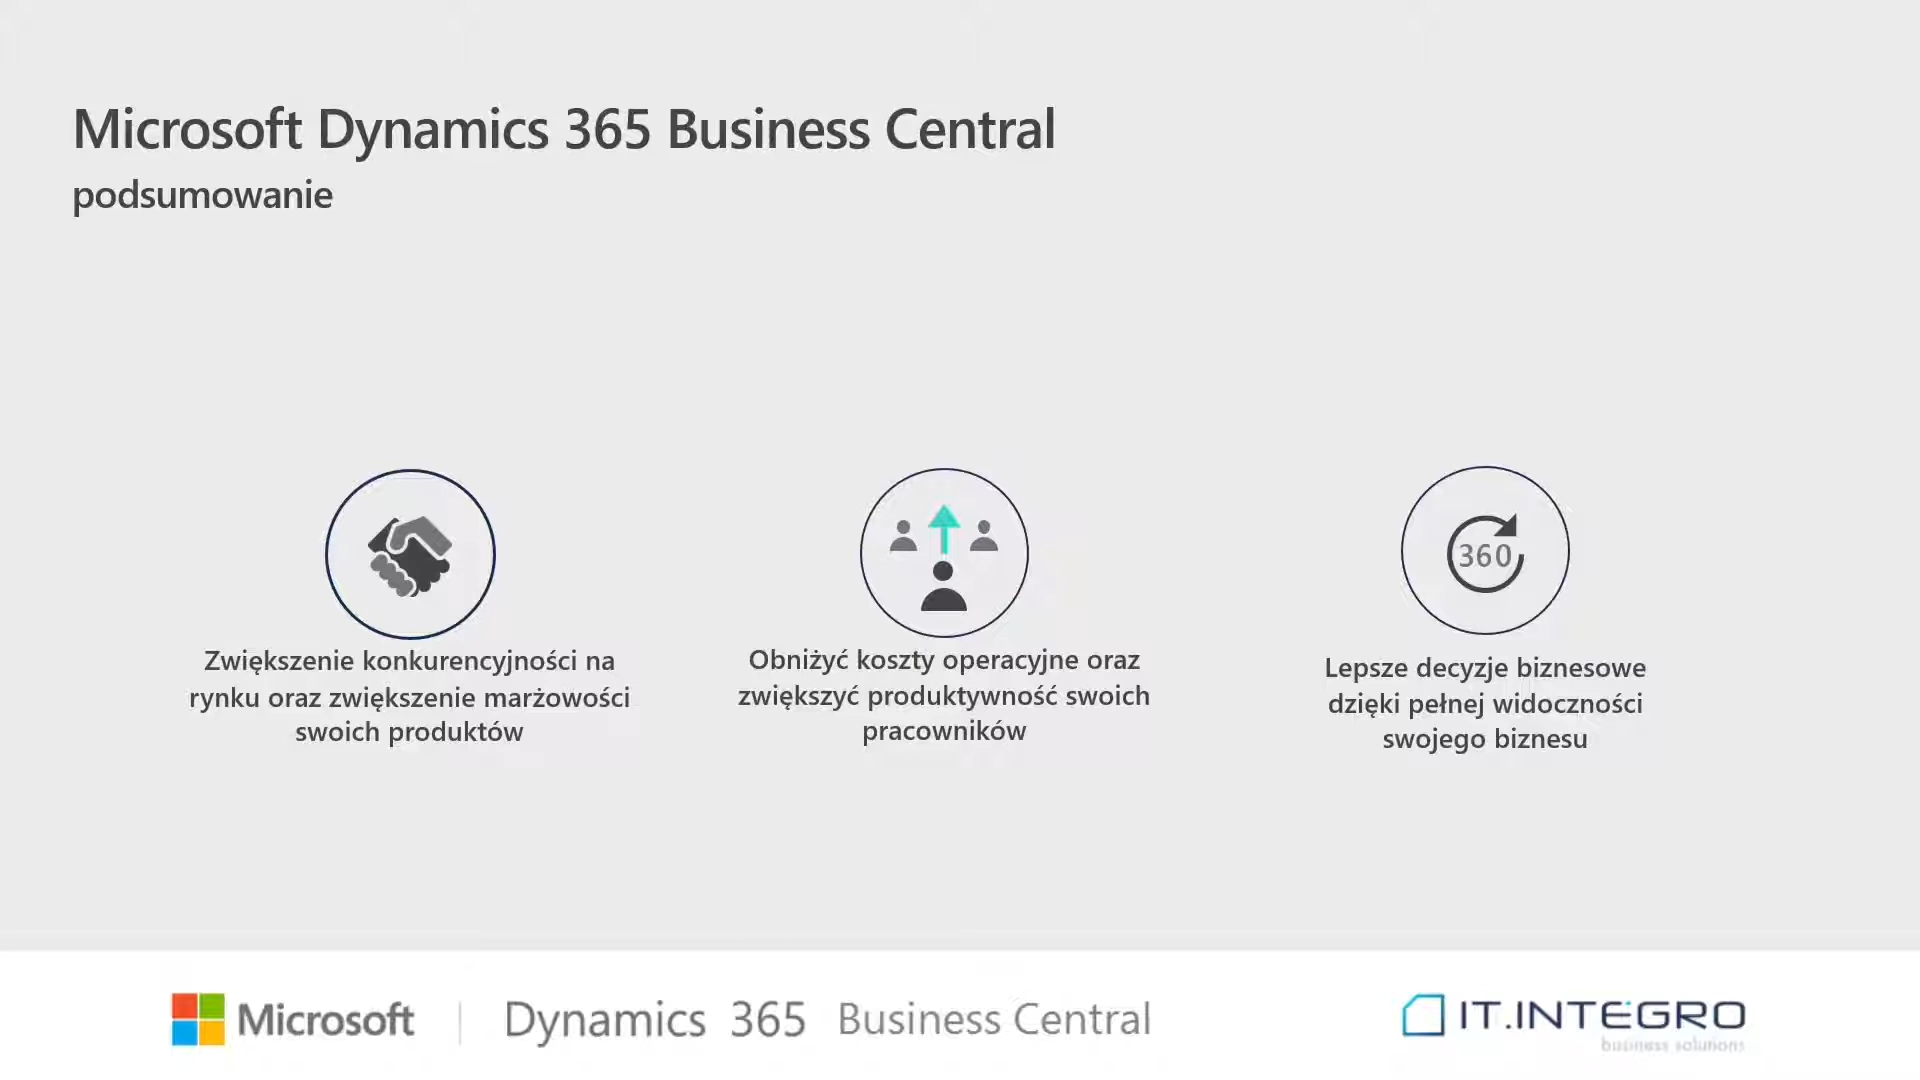 Microsoft Dynamics 365 Business Central
podsumowanie
360
Zwiększenie konkurencyjności na
rynku oraz zwiększenie marżowości
swoich produktów
Obniżyć koszty operacyjne oraz
zwiększyć produktywność swoich
pracowników
Lepsze decyzje biznesowe
dzięki pełnej widoczności
swojego biznesu
Microsoft | Dynamics 365 Business Central
IT.INTEGRO
business solutions